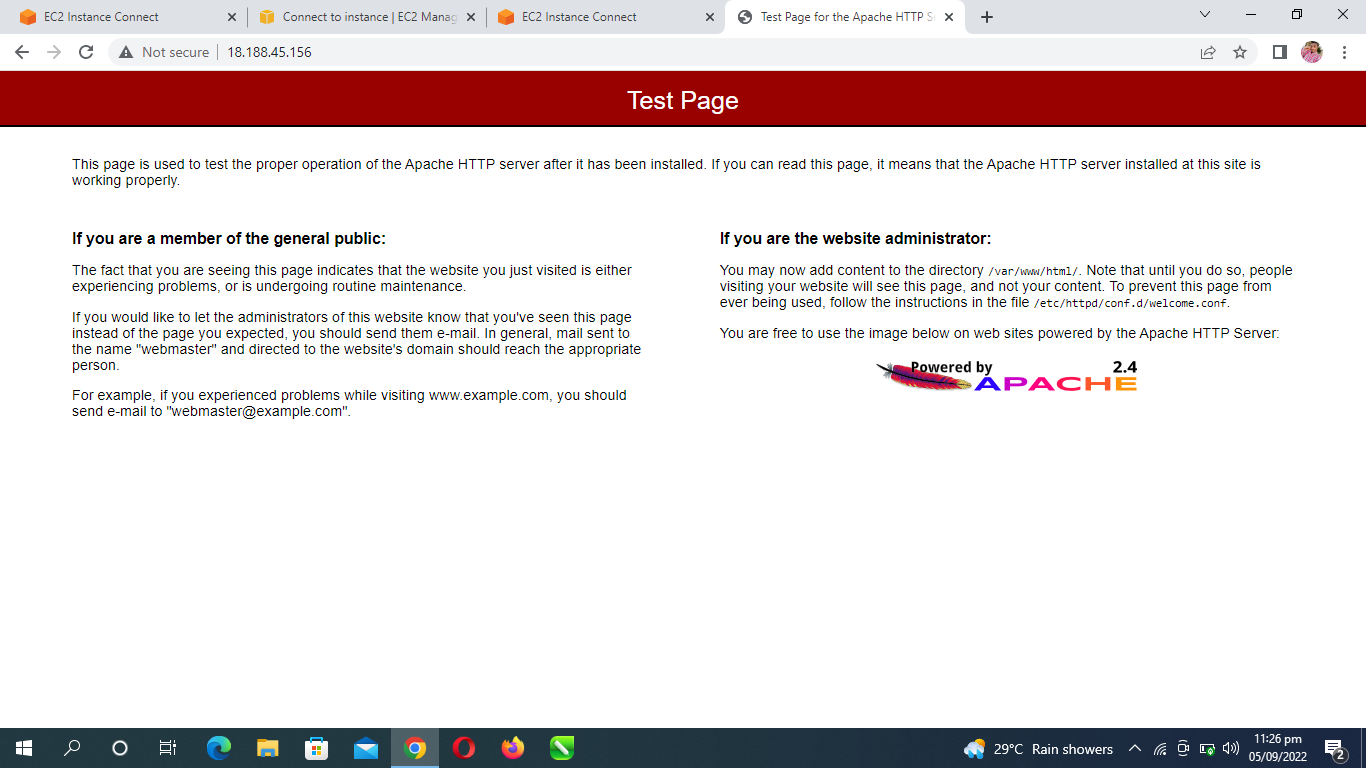 EC2 Instance Connect
Connect to instance | EC2 Manag
EC2 Instance Connect
Test Page for the Apache HTTP S
Not secure
18.188.45.156
Test Page
This page is used to test the proper operation of the Apache HTTP server after it has been installed. If you can read this page, it means that the Apache HTTP server installed at this site is
working properly.
If you are a member of the general public:
The fact that you are seeing this page indicates that the website you just visited is either
experiencing problems, or is undergoing routine maintenance.
If you would like to let the administrators of this website know that you've seen this page
instead of the page you expected, you should send them e-mail. In general, mail sent to
the name "webmaster" and directed to the website's domain should reach the appropriate
person.
For example, if you experienced problems while visiting www.example.com, you should
send e-mail to "webmaster@example.com".
If you are the website administrator:
You may now add content to the directory /var/www/html/. Note that until you do so, people
visiting your website will see this page, and not your content. To prevent this page from
ever being used, follow the instructions in the file /etc/httpd/conf.d/welcome.conf.
You are free to use the image below on web sites powered by the Apache HTTP Server:
Powered by 2.4
APACHE
29°C Rain showers
11:26 pm
05/09/2022
2